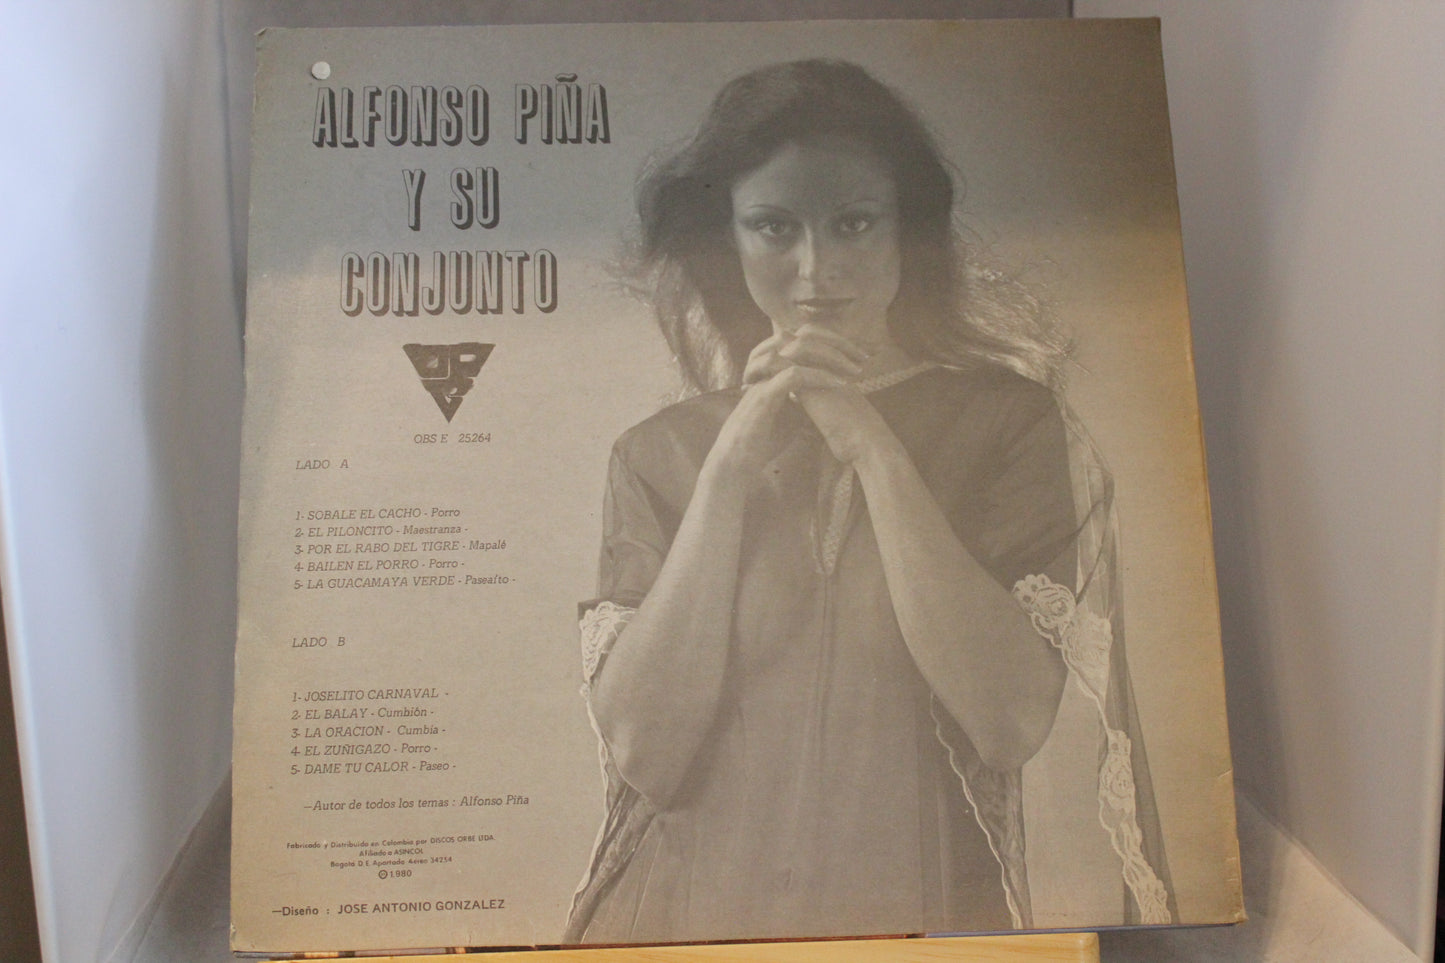 ALFONSO PIÑA
Y SU
CONJUNTO
OBS E 25264
LADO A
1- SOBALE EL CACHO - Porro
2- EL PILONCITO - Maestranza -
3- POR EL RABO DEL TIGRE - Mapalé
4- BAILEN EL PORRO - Porro -
5- LA GUACAMAYA VERDE - Paseaíto -
LADO B
1- JOSELITO CARNAVAL -
2- EL BALAY - Cumbión -
3- LA ORACION - Cumbia -
4- EL ZUÑIGAZO - Porro -
5- DAME TU CALOR - Paseo -
—Autor de todos los temas : Alfonso Piña
Fabricado y Distribuido en Colombia por DISCOS ORBE LTDA.
Afiliado a ASINCOL
Bogotá D. E. Apartado Aéreo 34254
℗ 1.980
—Diseño : JOSE ANTONIO GONZALEZ